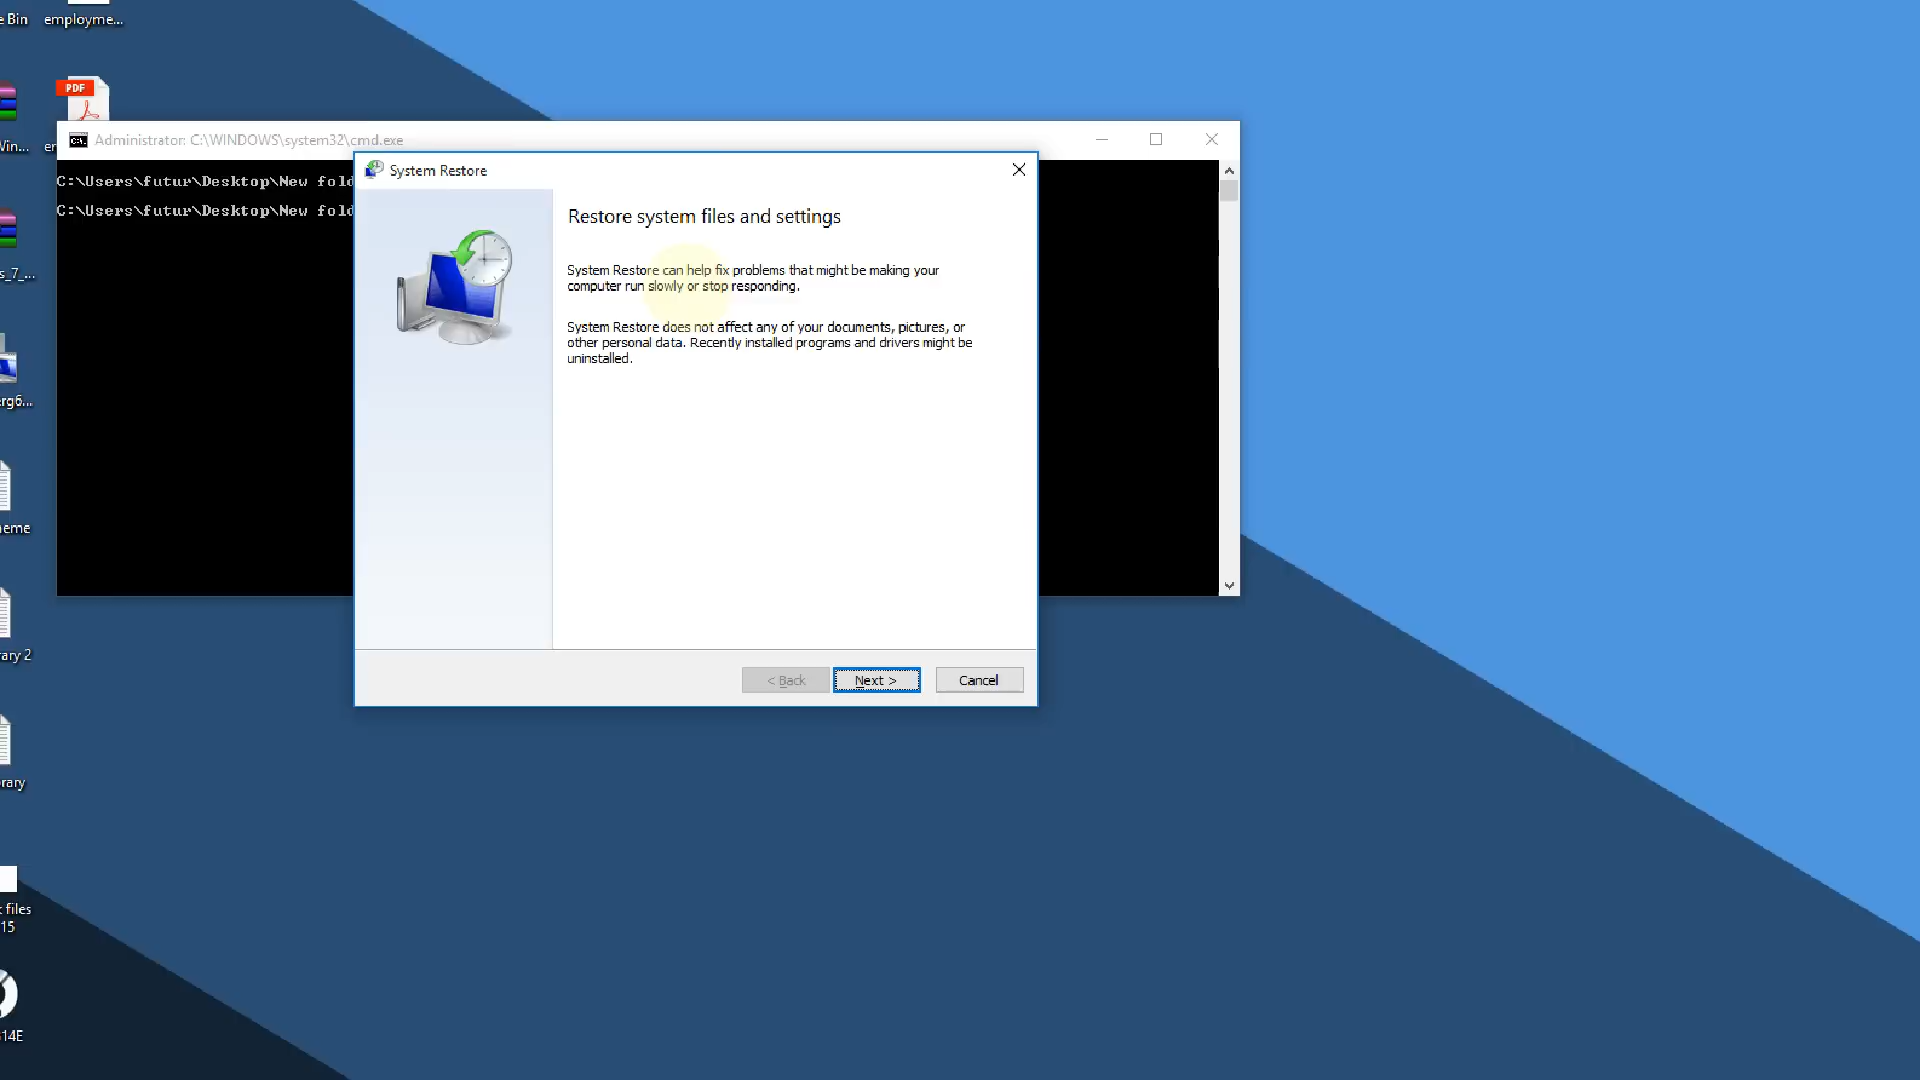 e Bin
employme...
PDF
Win...
er
Administrator: C:\WINDOWS\system32\cmd.exe
C:\Users\futur\Desktop\New fold
C:\Users\futur\Desktop\New fold
System Restore
Restore system files and settings
System Restore can help fix problems that might be making your
computer run slowly or stop responding.
System Restore does not affect any of your documents, pictures, or
other personal data. Recently installed programs and drivers might be
uninstalled.
< Back
Next >
Cancel
s_7_...
erg6...
eme
rary 2
rary
files
15
14E